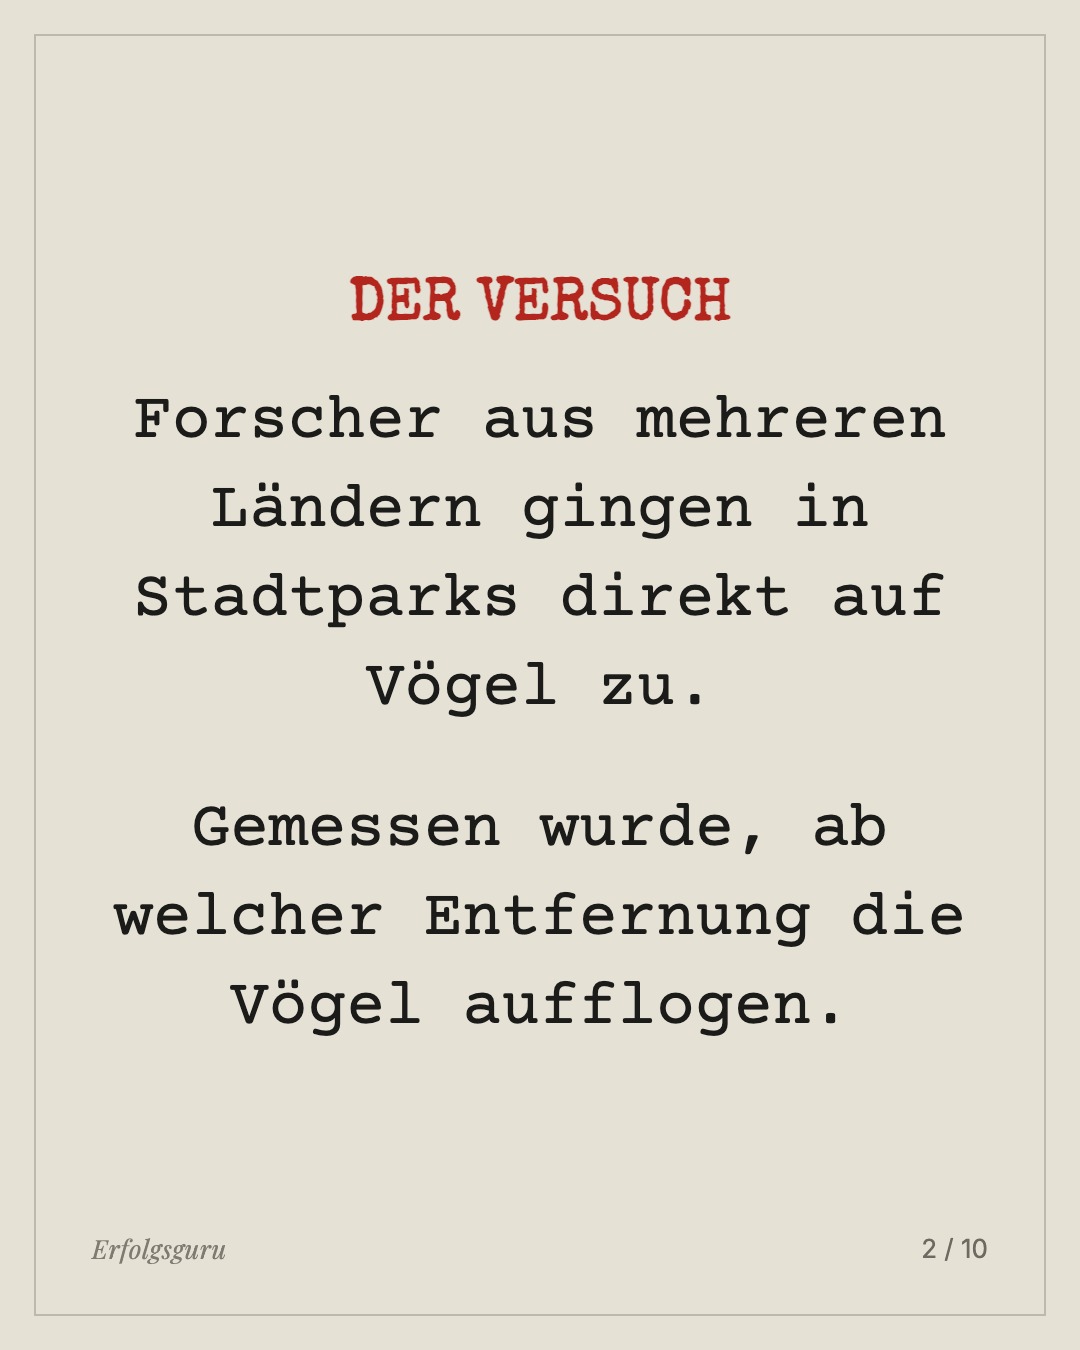 DER VERSUCH
Forscher aus mehreren
Ländern gingen in
Stadtparks direkt auf
Vögel zu.
Gemessen wurde, ab
welcher Entfernung die
Vögel aufflogen.
Erfolgsguru
2 / 10